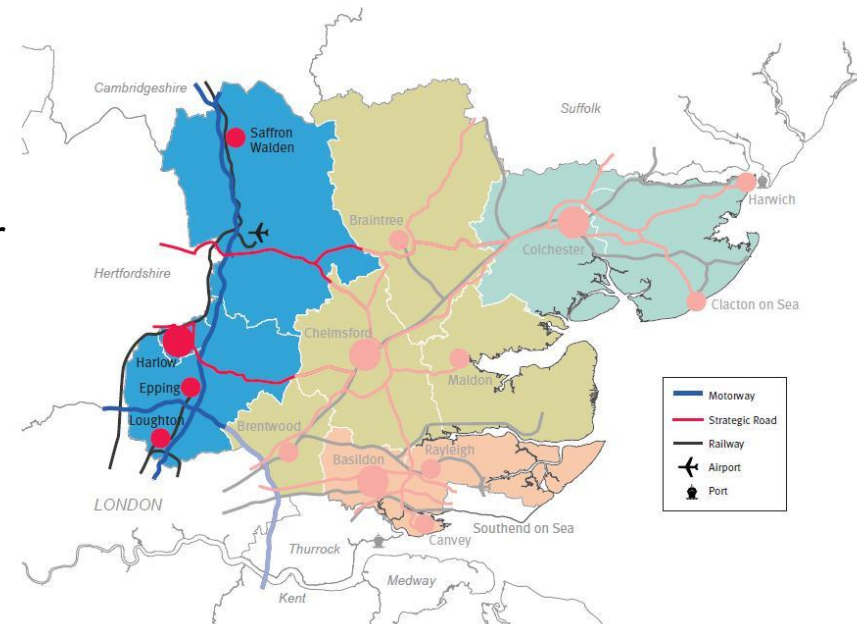 Cambridgeshire
Suffolk
Saffron
Walden
Harwich
Braintree
Colchester
Hertfordshire
Clacton on Sea
Chelmsford
Harlow
Maldon
Epping
Loughton
Brentwood
Rayleigh
Basildon
LONDON
Southend on Sea
Canvey
Thurrock
Medway
Kent
Motorway
Strategic Road
Railway
Airport
Port